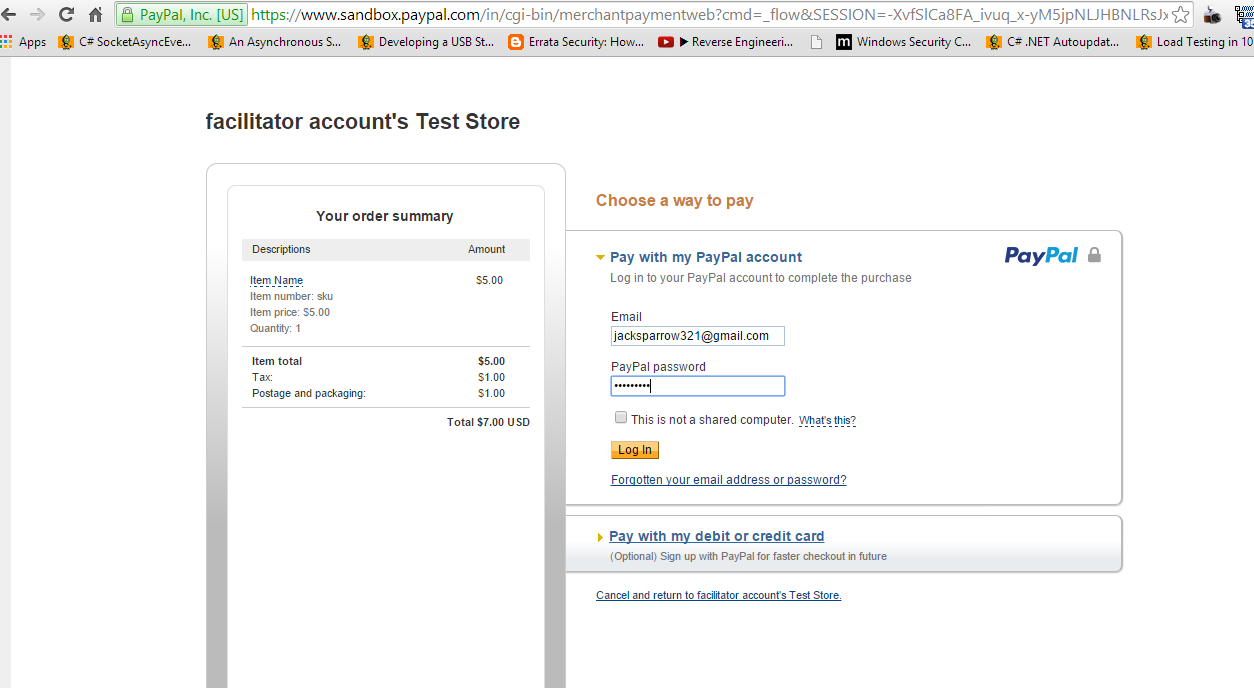 PayPal, Inc. [US] https://www.sandbox.paypal.com/in/cgi-bin/merchantpaymentweb?cmd=_flow&SESSION=-XvfSlCa8FA_ivuq_x-yM5jpNLJHBNLRsJx
Apps C# SocketAsyncEve... An Asynchronous S... Developing a USB St... Errata Security: How... ▶ Reverse Engineeri... m Windows Security C... C# .NET Autoupdat... Load Testing in 10
facilitator account's Test Store
Your order summary
Descriptions Amount
Item Name $5.00
Item number: sku
Item price: $5.00
Quantity: 1
Item total $5.00
Tax: $1.00
Postage and packaging: $1.00
Total $7.00 USD
Choose a way to pay
Pay with my PayPal account PayPal
Log in to your PayPal account to complete the purchase
Email
jacksparrow321@gmail.com
PayPal password
•••••••••
This is not a shared computer. What's this?
Log In
Forgotten your email address or password?
Pay with my debit or credit card
(Optional) Sign up with PayPal for faster checkout in future
Cancel and return to facilitator account's Test Store.